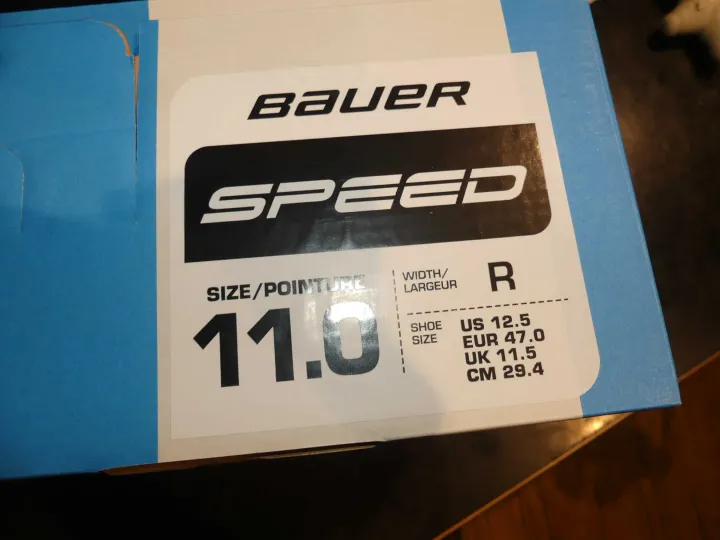 BAUER
SPEED
SIZE/POINTURE
11.0
WIDTH/
LARGEUR
R
SHOE
SIZE
US 12.5
EUR 47.0
UK 11.5
CM 29.4